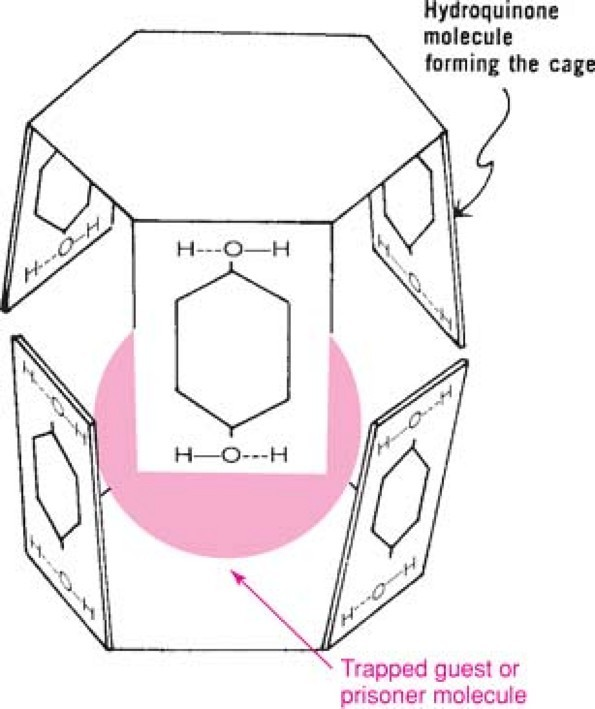 Hydroquinone
molecule
forming the cage
H---O—H
H---O—H
H—O---H
H---O—H
H—O---H
H---O—H
H—O---H
H---O—H
H---O—H
Trapped guest or
prisoner molecule